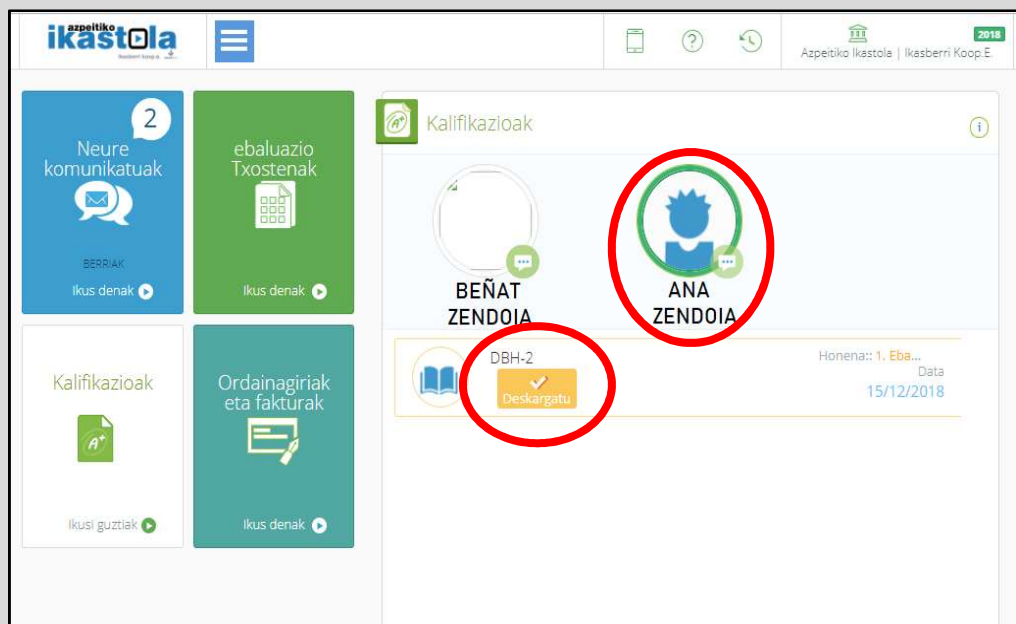 azpeitiko
ikastola
2018
Azpeitiko Ikastola | Ikasberri Koop.E.
2
Neure
komunikatuak
BERRIAK
Ikus denak
ebaluazio
Txostenak
Ikus denak
Kalifikazioak
A+
Ikusi guztiak
Ordainagiriak
eta fakturak
Ikus denak
A+
Kalifikazioak
BEÑAT
ZENDOIA
ANA
ZENDOIA
DBH-2
Deskargatu
Honena:: 1. Eba...
Data
15/12/2018